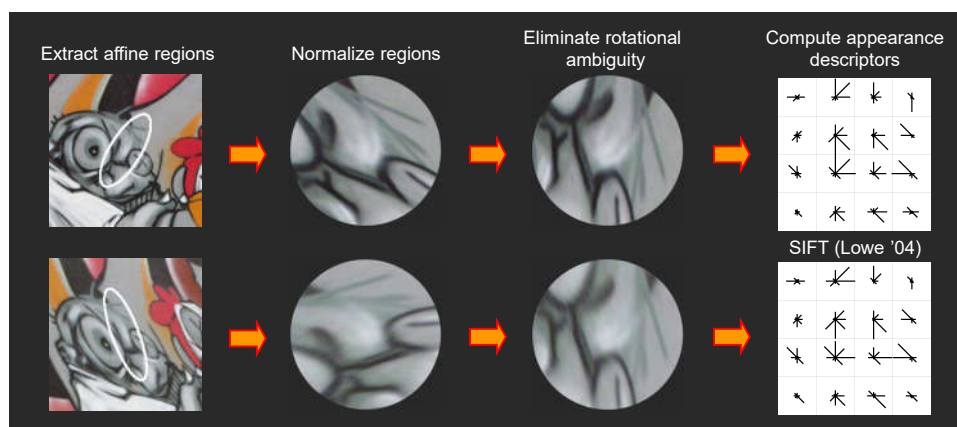 Extract affine regions
Normalize regions
Eliminate rotational
ambiguity
Compute appearance
descriptors
SIFT (Lowe ’04)